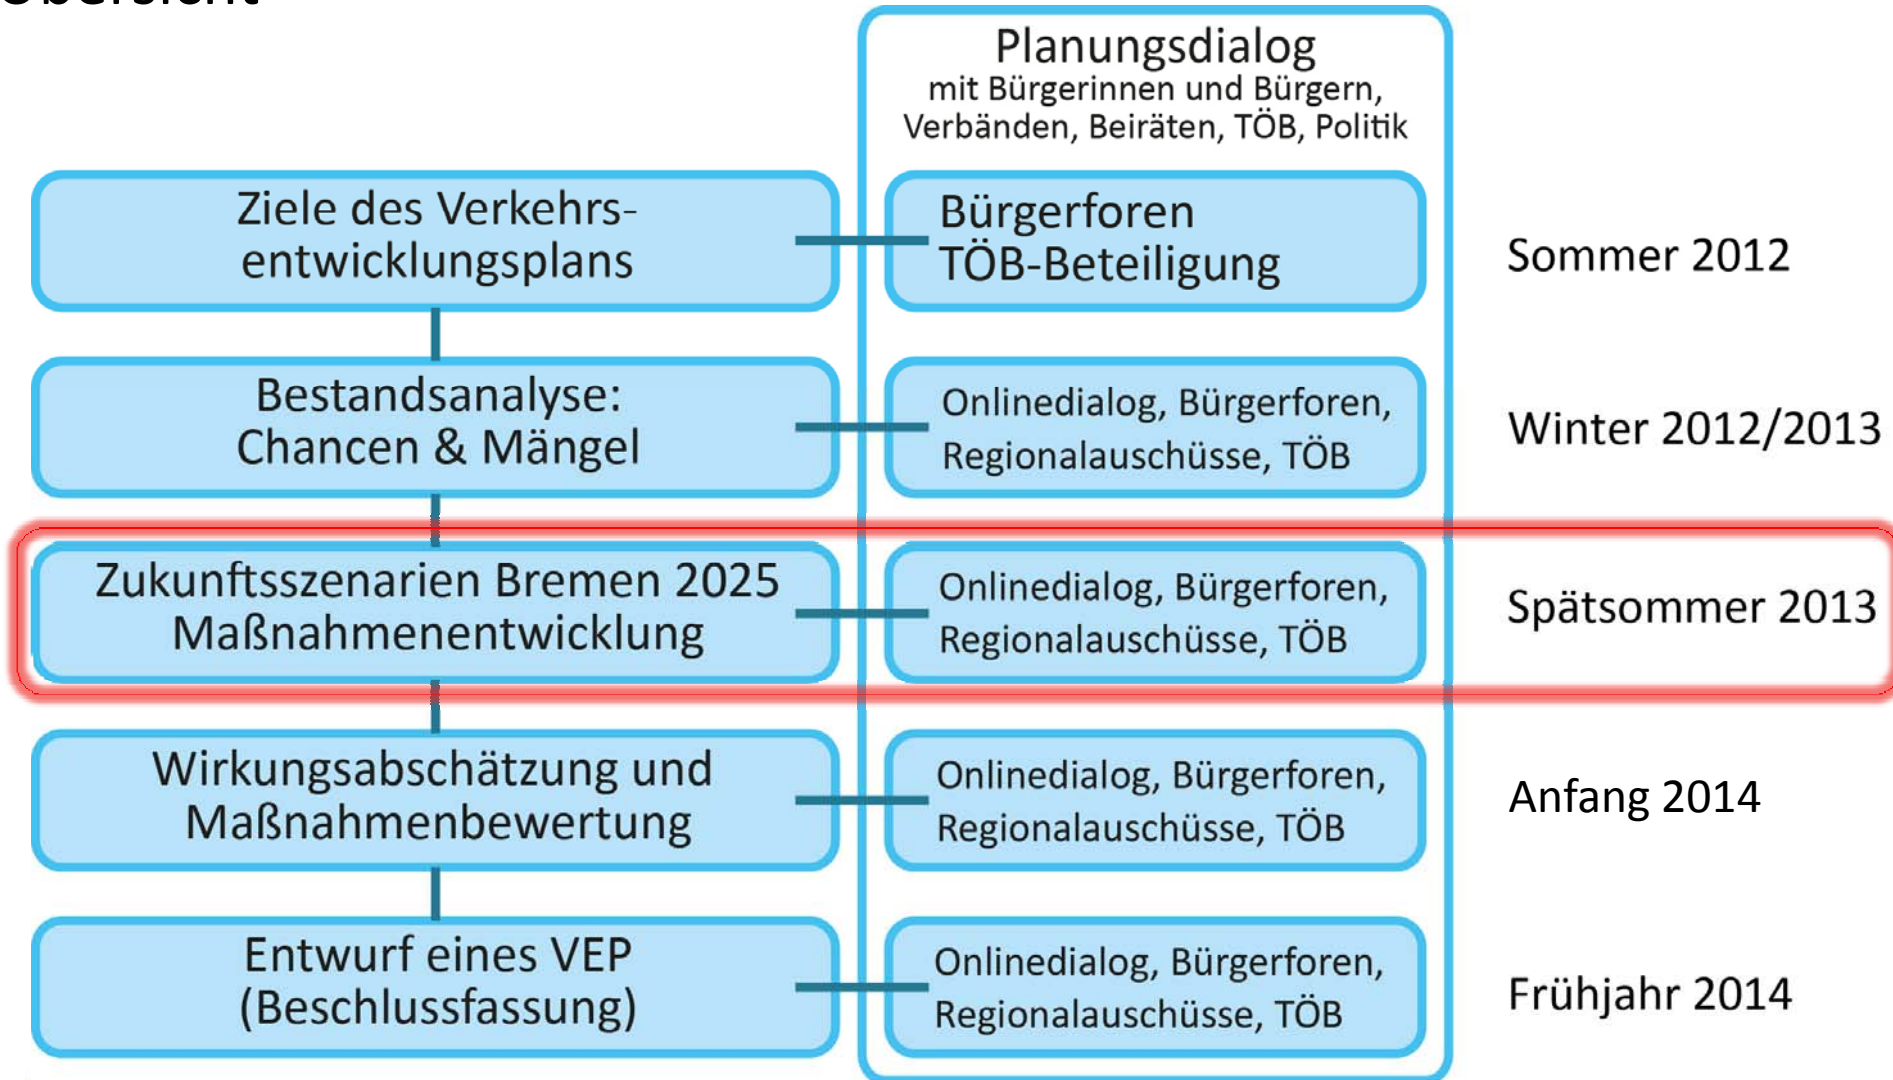 Übersicht
Planungsdialog
mit Bürgerinnen und Bürgern,
Verbänden, Beiräten, TÖB, Politik
Ziele des Verkehrs-
entwicklungsplans
Bürgerforen
TÖB-Beteiligung
Sommer 2012
Bestandsanalyse:
Chancen & Mängel
Onlinedialog, Bürgerforen,
Regionalauschüsse, TÖB
Winter 2012/2013
Zukunftsszenarien Bremen 2025
Maßnahmenentwicklung
Onlinedialog, Bürgerforen,
Regionalauschüsse, TÖB
Spätsommer 2013
Wirkungsabschätzung und
Maßnahmenbewertung
Onlinedialog, Bürgerforen,
Regionalauschüsse, TÖB
Anfang 2014
Entwurf eines VEP
(Beschlussfassung)
Onlinedialog, Bürgerforen,
Regionalauschüsse, TÖB
Frühjahr 2014